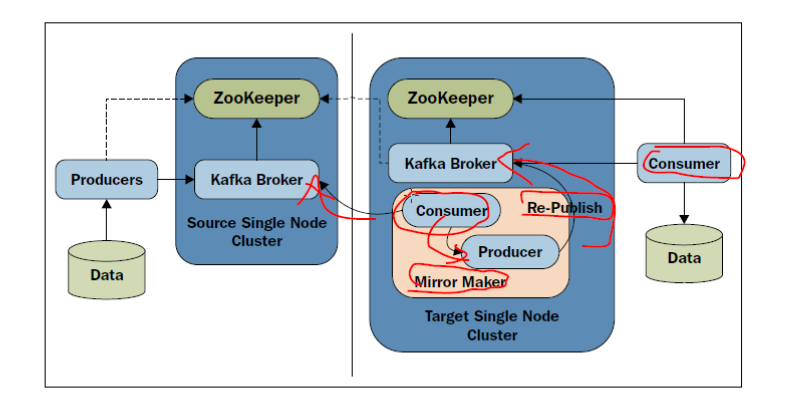 ZooKeeper
Producers
Kafka Broker
Source Single Node
Cluster
Data
ZooKeeper
Kafka Broker
Consumer
Re-Publish
Producer
Mirror Maker
Target Single Node
Cluster
Consumer
Data